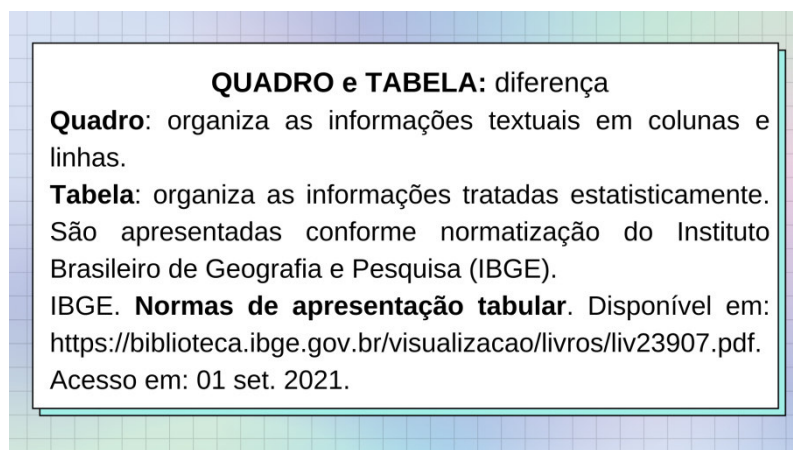 QUADRO e TABELA: diferença
Quadro: organiza as informações textuais em colunas e
linhas.
Tabela: organiza as informações tratadas estatisticamente.
São apresentadas conforme normatização do Instituto
Brasileiro de Geografia e Pesquisa (IBGE).
IBGE. Normas de apresentação tabular. Disponível em:
https://biblioteca.ibge.gov.br/visualizacao/livros/liv23907.pdf.
Acesso em: 01 set. 2021.